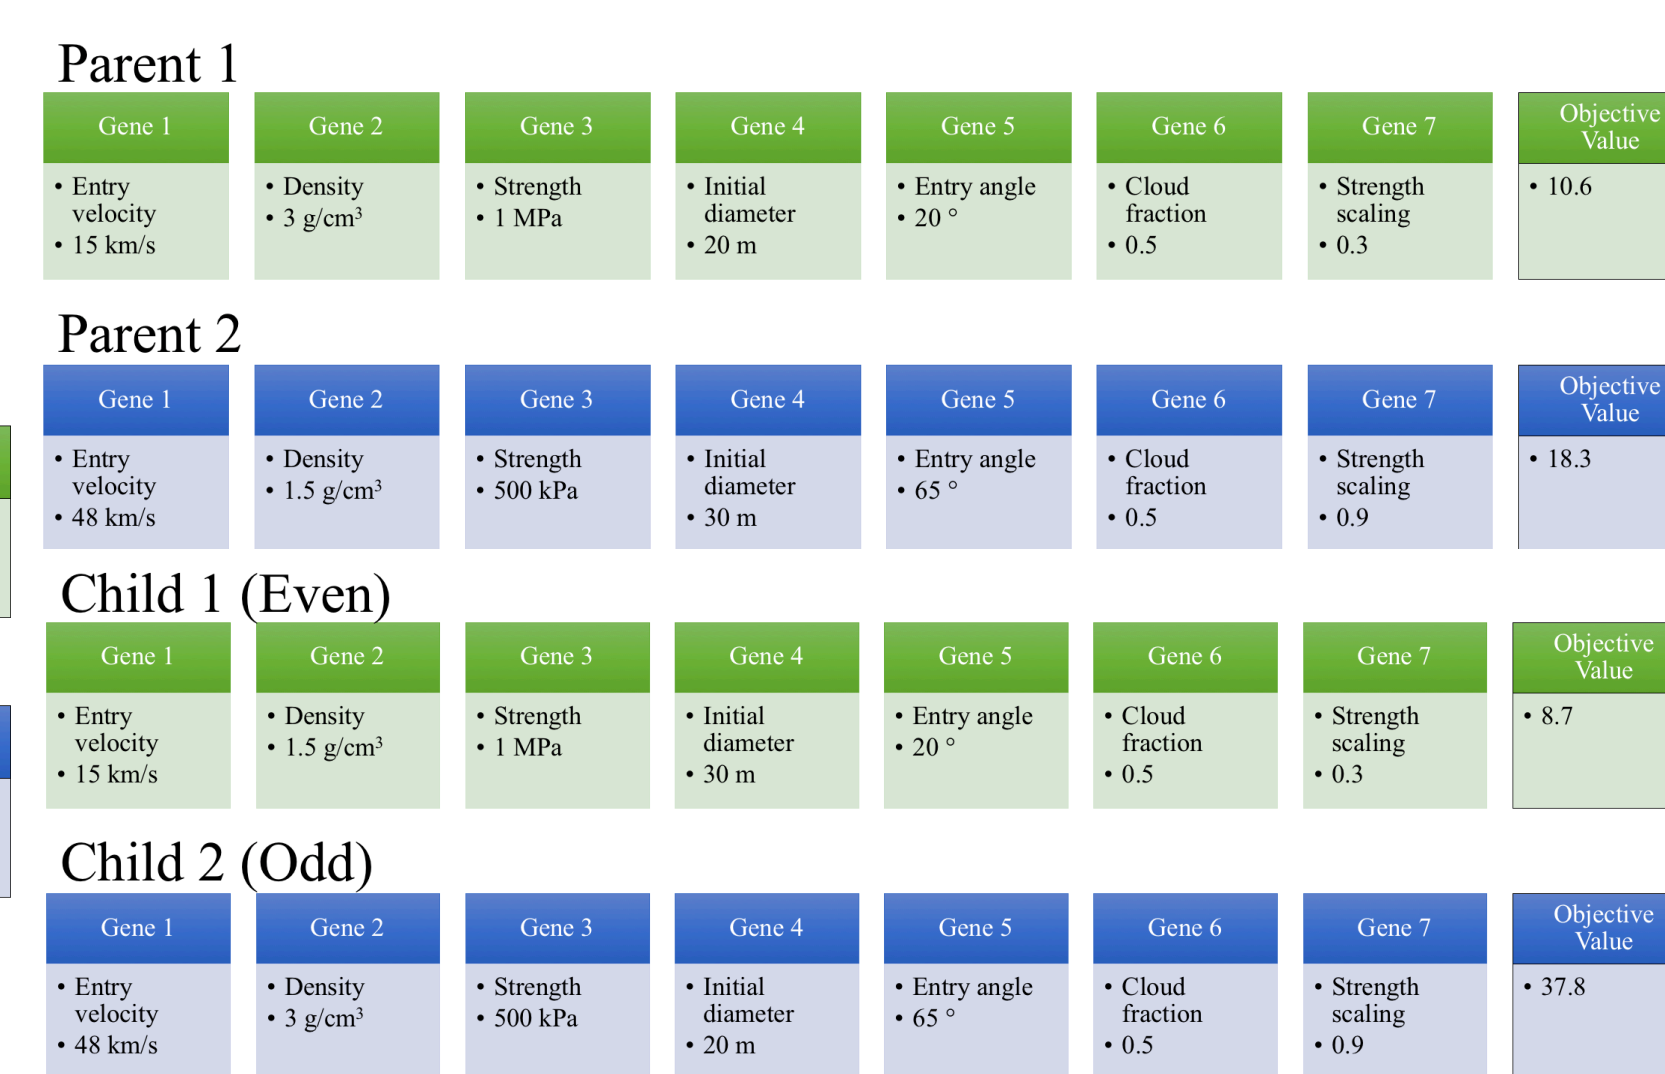 Parent 1
Gene 1
Gene 2
Gene 3
Gene 4
Gene 5
Gene 6
Gene 7
Objective
Value
• Entry
velocity
• 15 km/s
• Density
• 3 g/cm³
• Strength
• 1 MPa
• Initial
diameter
• 20 m
• Entry angle
• 20 °
• Cloud
fraction
• 0.5
• Strength
scaling
• 0.3
• 10.6
Parent 2
Gene 1
Gene 2
Gene 3
Gene 4
Gene 5
Gene 6
Gene 7
Objective
Value
• Entry
velocity
• 48 km/s
• Density
• 1.5 g/cm³
• Strength
• 500 kPa
• Initial
diameter
• 30 m
• Entry angle
• 65 °
• Cloud
fraction
• 0.5
• Strength
scaling
• 0.9
• 18.3
Child 1 (Even)
Gene 1
Gene 2
Gene 3
Gene 4
Gene 5
Gene 6
Gene 7
Objective
Value
• Entry
velocity
• 15 km/s
• Density
• 1.5 g/cm³
• Strength
• 1 MPa
• Initial
diameter
• 30 m
• Entry angle
• 20 °
• Cloud
fraction
• 0.5
• Strength
scaling
• 0.3
• 8.7
Child 2 (Odd)
Gene 1
Gene 2
Gene 3
Gene 4
Gene 5
Gene 6
Gene 7
Objective
Value
• Entry
velocity
• 48 km/s
• Density
• 3 g/cm³
• Strength
• 500 kPa
• Initial
diameter
• 20 m
• Entry angle
• 65 °
• Cloud
fraction
• 0.5
• Strength
scaling
• 0.9
• 37.8